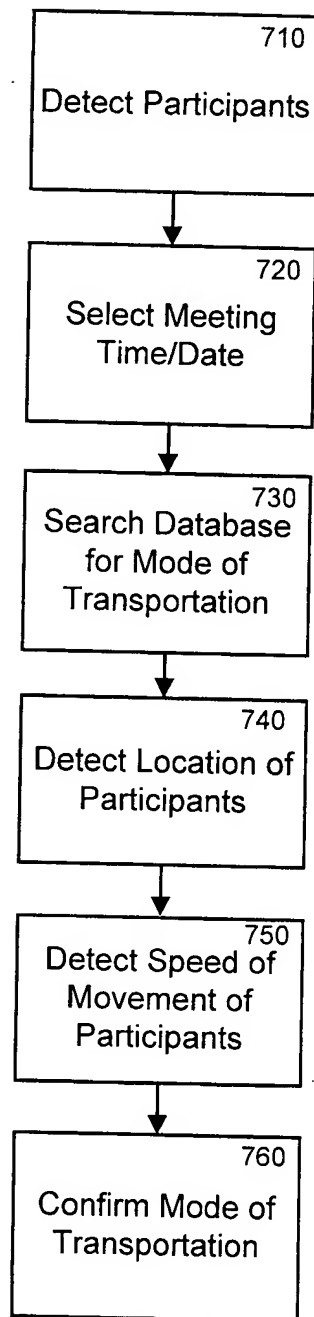 710
Detect Participants
720
Select Meeting
Time/Date
730
Search Database
for Mode of
Transportation
740
Detect Location of
Participants
750
Detect Speed of
Movement of
Participants
760
Confirm Mode of
Transportation